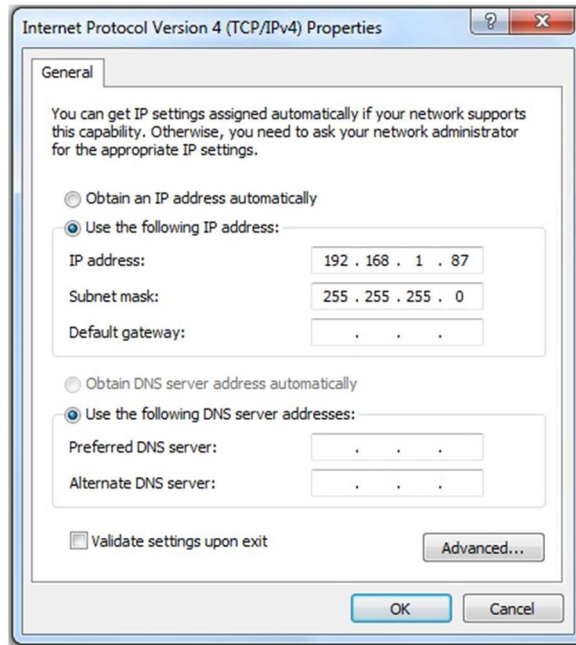 Internet Protocol Version 4 (TCP/IPv4) Properties
?
General
You can get IP settings assigned automatically if your network supports
this capability. Otherwise, you need to ask your network administrator
for the appropriate IP settings.
Obtain an IP address automatically
Use the following IP address:
IP address: 192 . 168 . 1 . 87
Subnet mask: 255 . 255 . 255 . 0
Default gateway: . . .
Obtain DNS server address automatically
Use the following DNS server addresses:
Preferred DNS server: . . .
Alternate DNS server: . . .
Validate settings upon exit
Advanced...
OK Cancel